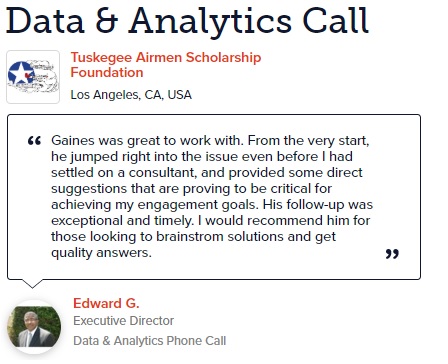 Data & Analytics Call
Tuskegee Airmen Scholarship
Foundation
Los Angeles, CA, USA
“ Gaines was great to work with. From the very start,
he jumped right into the issue even before I had
settled on a consultant, and provided some direct
suggestions that are proving to be critical for
achieving my engagement goals. His follow-up was
exceptional and timely. I would recommend him for
those looking to brainstrom solutions and get
quality answers. ”
Edward G.
Executive Director
Data & Analytics Phone Call